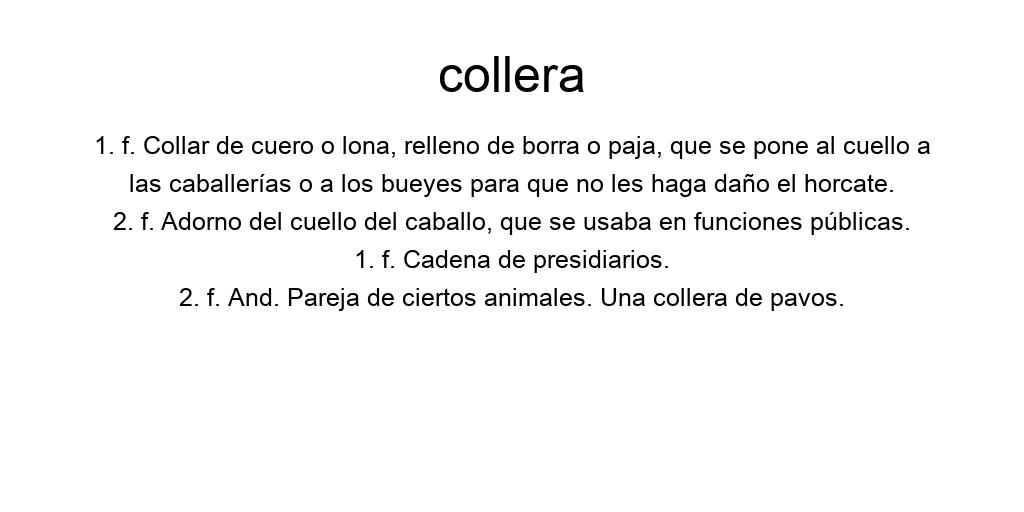 collera
1. f. Collar de cuero o lona, relleno de borra o paja, que se pone al cuello a
las caballerías o a los bueyes para que no les haga daño el horcate.
2. f. Adorno del cuello del caballo, que se usaba en funciones públicas.
1. f. Cadena de presidiarios.
2. f. And. Pareja de ciertos animales. Una collera de pavos.